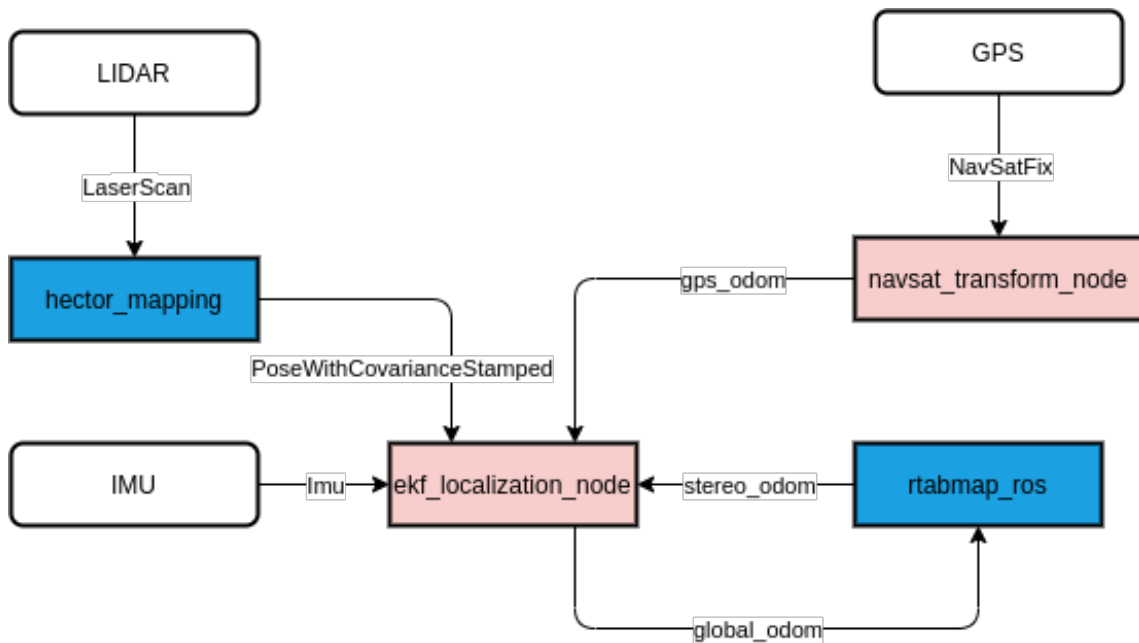 LIDAR
GPS
LaserScan
NavSatFix
hector_mapping
gps_odom
navsat_transform_node
PoseWithCovarianceStamped
IMU
Imu
ekf_localization_node
stereo_odom
rtabmap_ros
global_odom